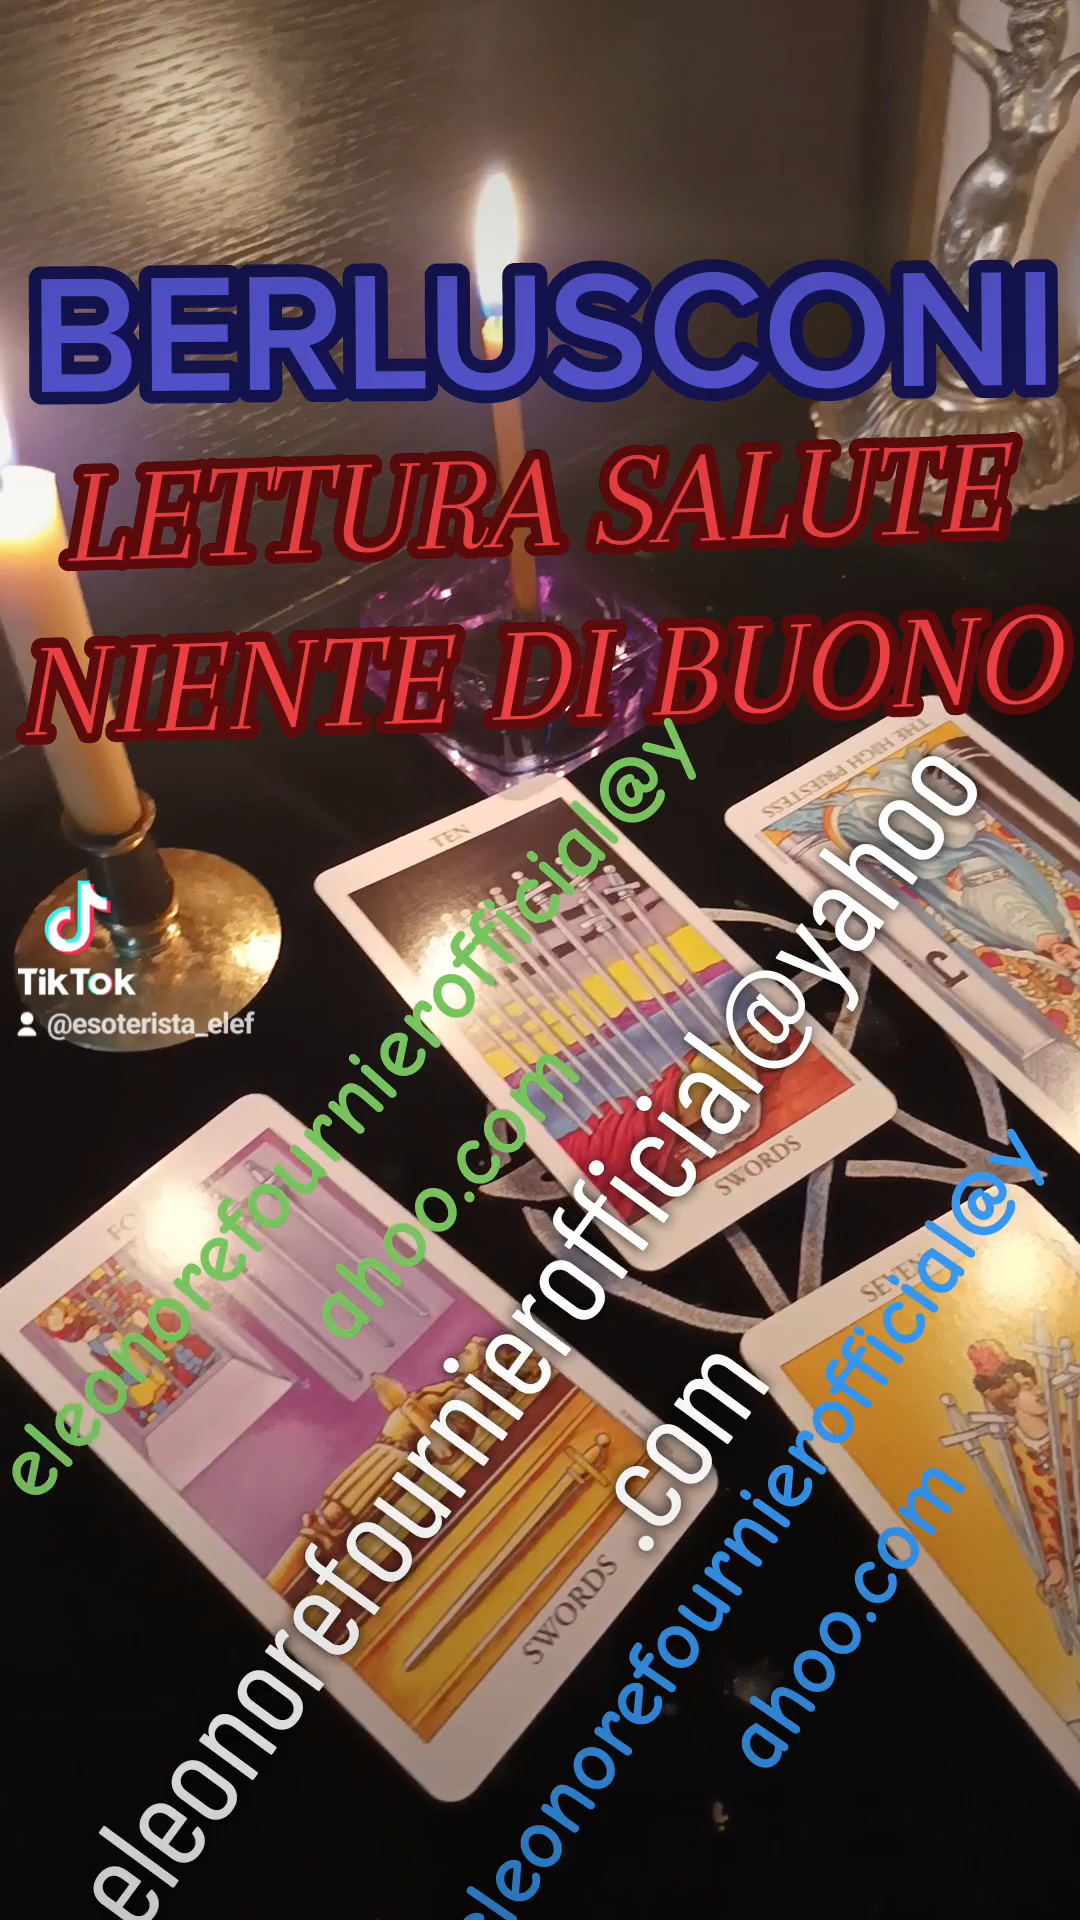 BERLUSCONI
LETTURA SALUTE
NIENTE DI BUONO
THE HIGH PRIESTESS
TEN
SWORDS
TikTok
@esoterista_elef
eleonorefournierofficial@y
ahoo.com
eleonorefournierofficial@yahoo
.com
SWORDS
SEVEN
eleonorefournierofficial@y
ahoo.com